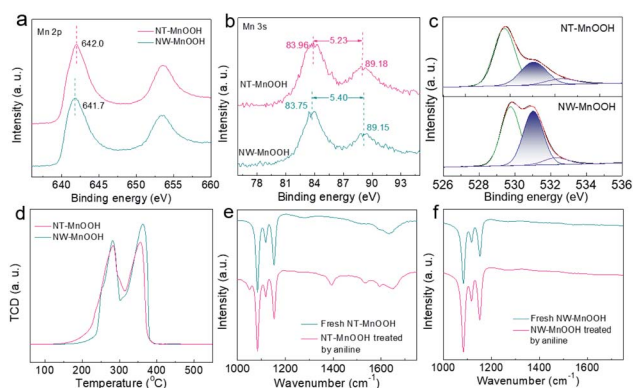 a
Mn 2p
NT-MnOOH
NW-MnOOH
642.0
641.7
Intensity (a. u.)
640
645
650
655
660
Binding energy (eV)
b
Mn 3s
83.96
5.23
89.18
NT-MnOOH
83.75
5.40
89.15
NW-MnOOH
Intensity (a. u.)
78
81
84
87
90
93
Binding energy (eV)
c
NT-MnOOH
NW-MnOOH
Intensity (a. u.)
526
528
530
532
534
536
Binding energy (eV)
d
NT-MnOOH
NW-MnOOH
TCD (a. u.)
100
200
300
400
500
Temperature (°C)
e
Fresh NT-MnOOH
NT-MnOOH treated
by aniline
Intensity (a. u.)
1000
1200
1400
1600
Wavenumber (cm⁻¹)
f
Fresh NW-MnOOH
NW-MnOOH treated
by aniline
Intensity (a. u.)
1000
1200
1400
1600
Wavenumber (cm⁻¹)